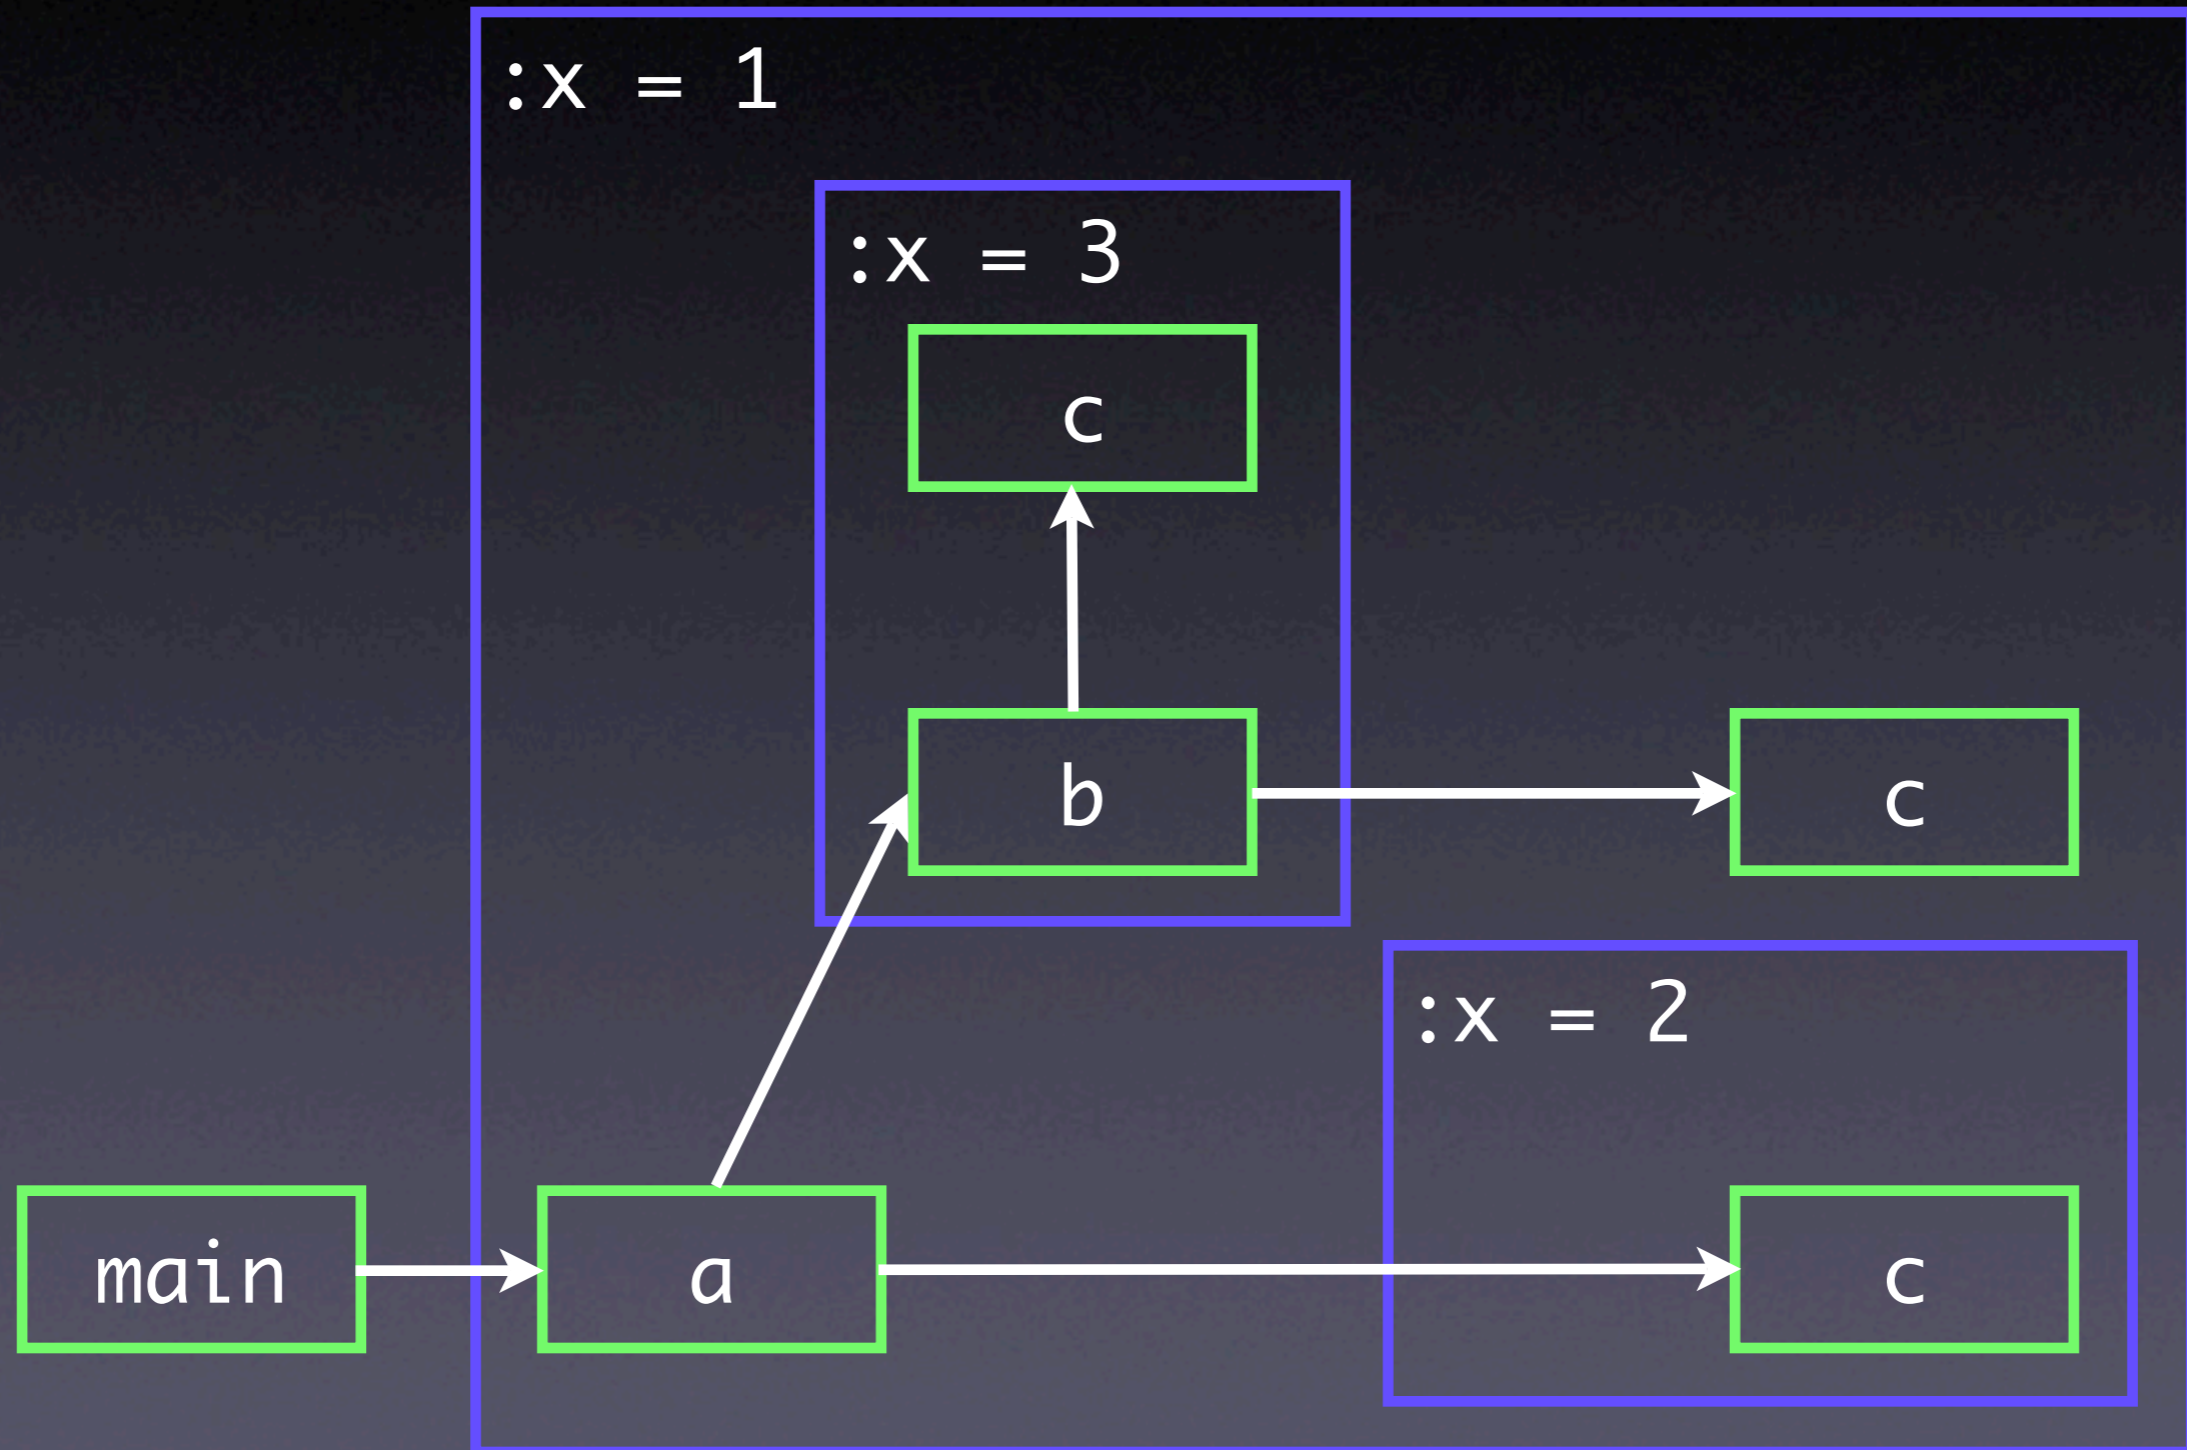 :x = 1
:x = 3
c
b
c
:x = 2
main
a
c